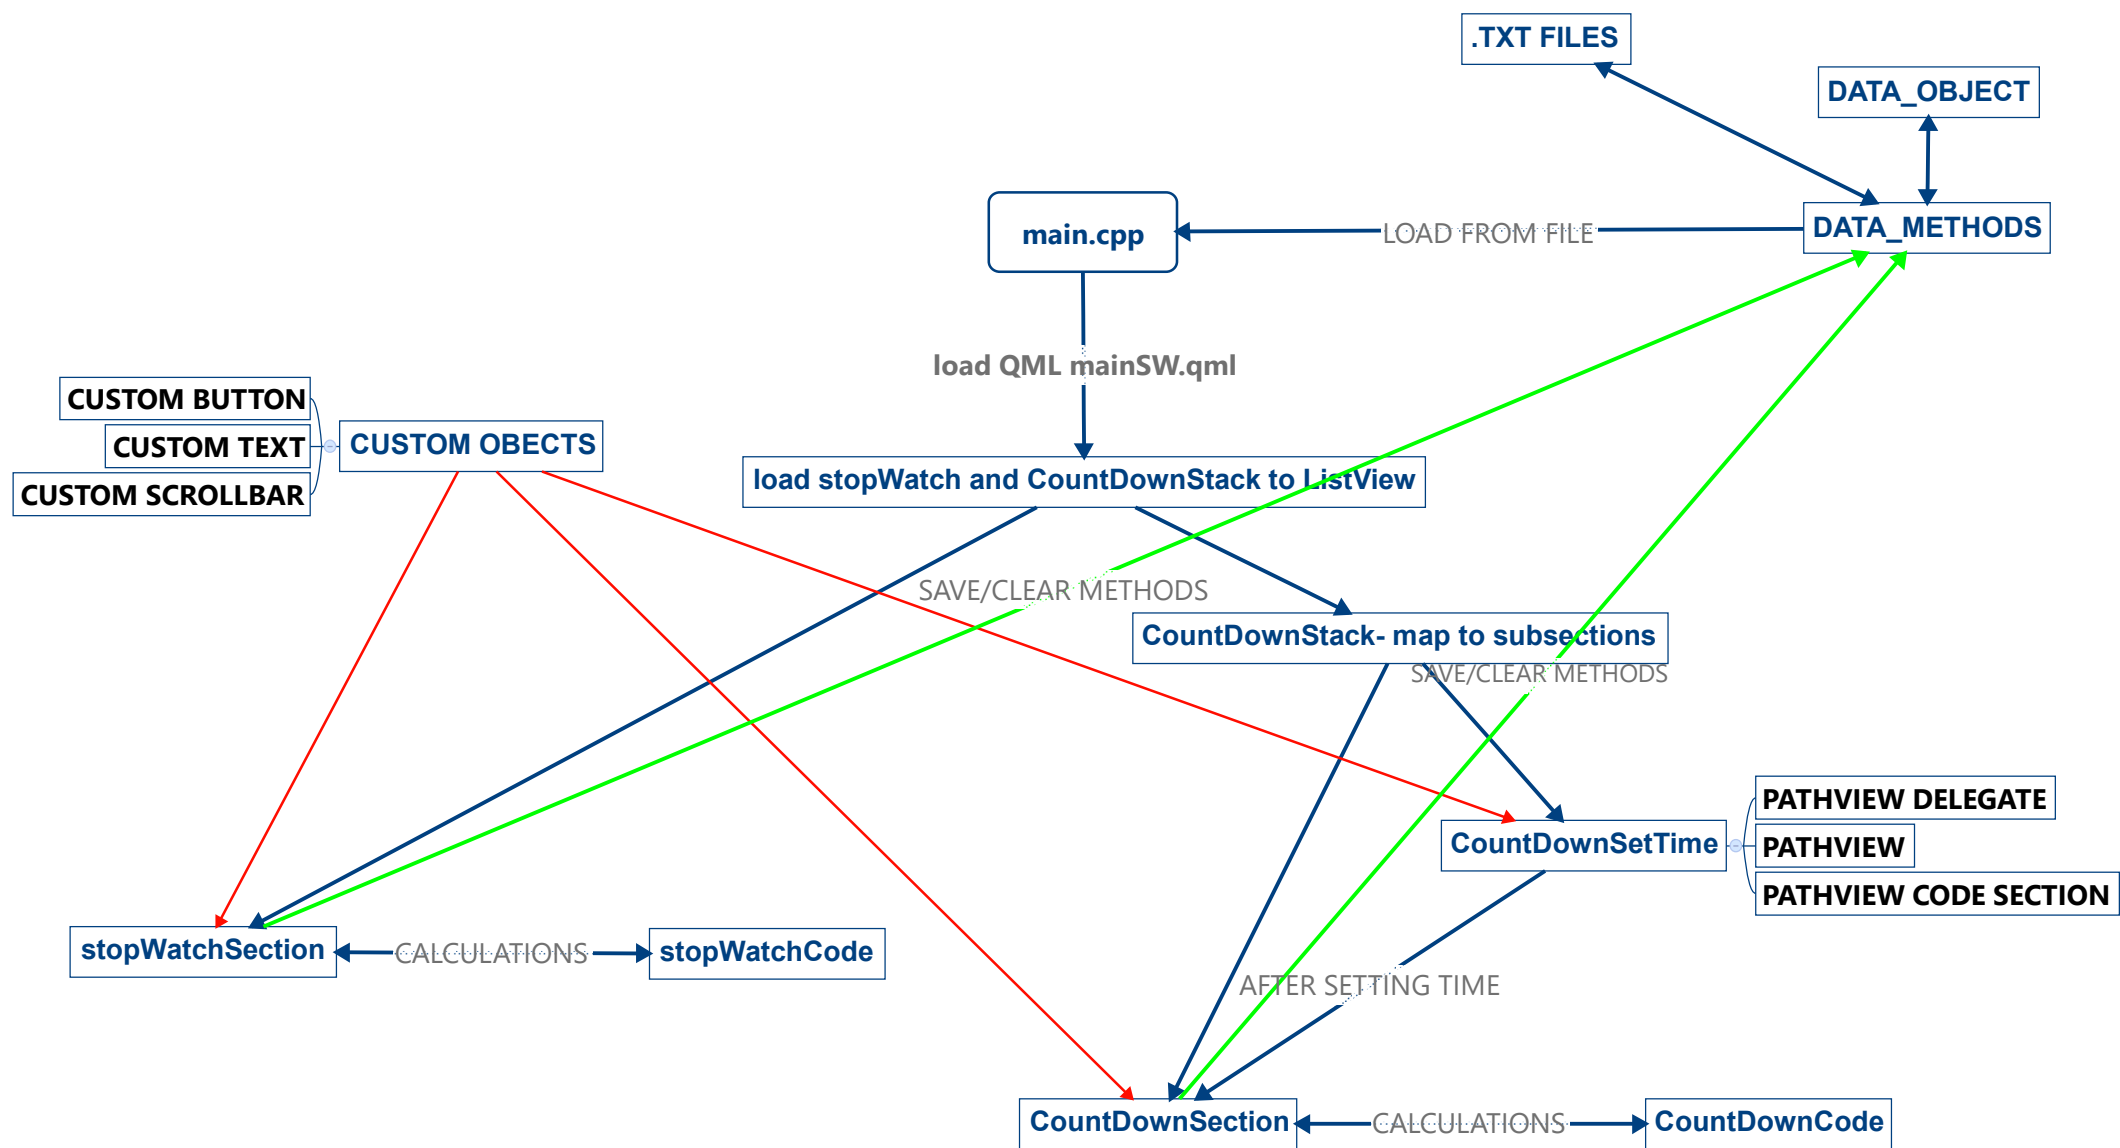 .TXT FILES
DATA_OBJECT
main.cpp
LOAD FROM FILE
DATA_METHODS
load QML mainSW.qml
CUSTOM BUTTON
CUSTOM TEXT
CUSTOM SCROLLBAR
CUSTOM OBECTS
load stopWatch and CountDownStack to ListView
SAVE/CLEAR METHODS
CountDownStack- map to subsections
SAVE/CLEAR METHODS
PATHVIEW DELEGATE
CountDownSetTime
PATHVIEW
PATHVIEW CODE SECTION
stopWatchSection
CALCULATIONS
stopWatchCode
AFTER SETTING TIME
CountDownSection
CALCULATIONS
CountDownCode